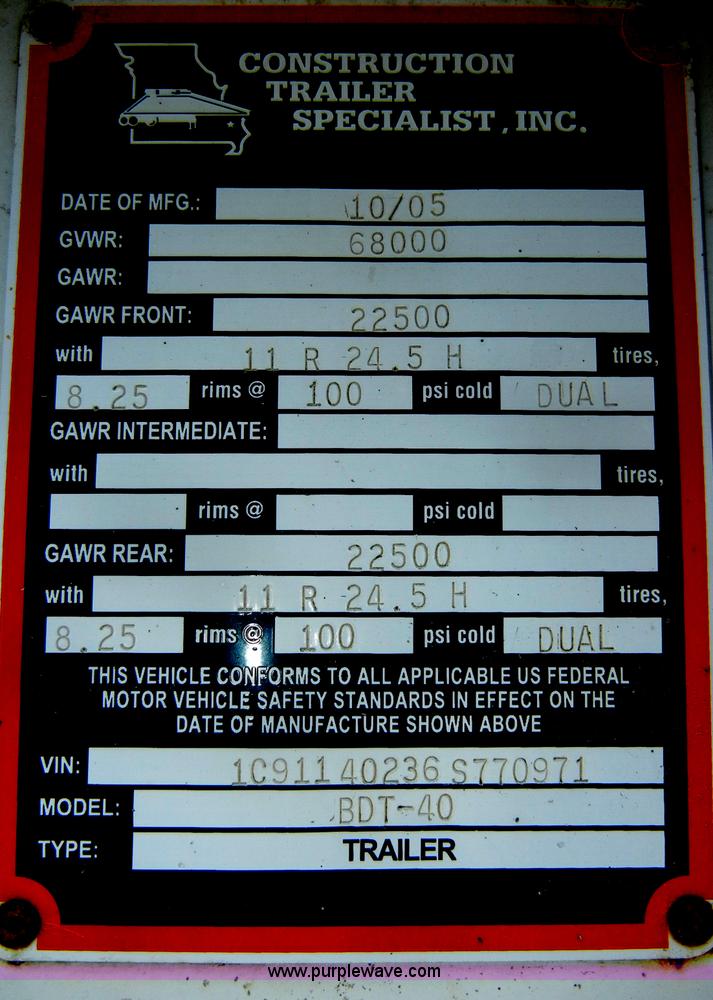 CONSTRUCTION
TRAILER
SPECIALIST, INC.
DATE OF MFG.: 10/05
GVWR: 68000
GAWR:
GAWR FRONT: 22500
with 11 R 24.5 H tires,
8.25 rims @ 100 psi cold DUAL
GAWR INTERMEDIATE:
with tires,
rims @ psi cold
GAWR REAR: 22500
with 11 R 24.5 H tires,
8.25 rims @ 100 psi cold DUAL
THIS VEHICLE CONFORMS TO ALL APPLICABLE US FEDERAL
MOTOR VEHICLE SAFETY STANDARDS IN EFFECT ON THE
DATE OF MANUFACTURE SHOWN ABOVE
VIN: 1C91140236S770971
MODEL: BDT-40
TYPE: TRAILER
www.purplewave.com